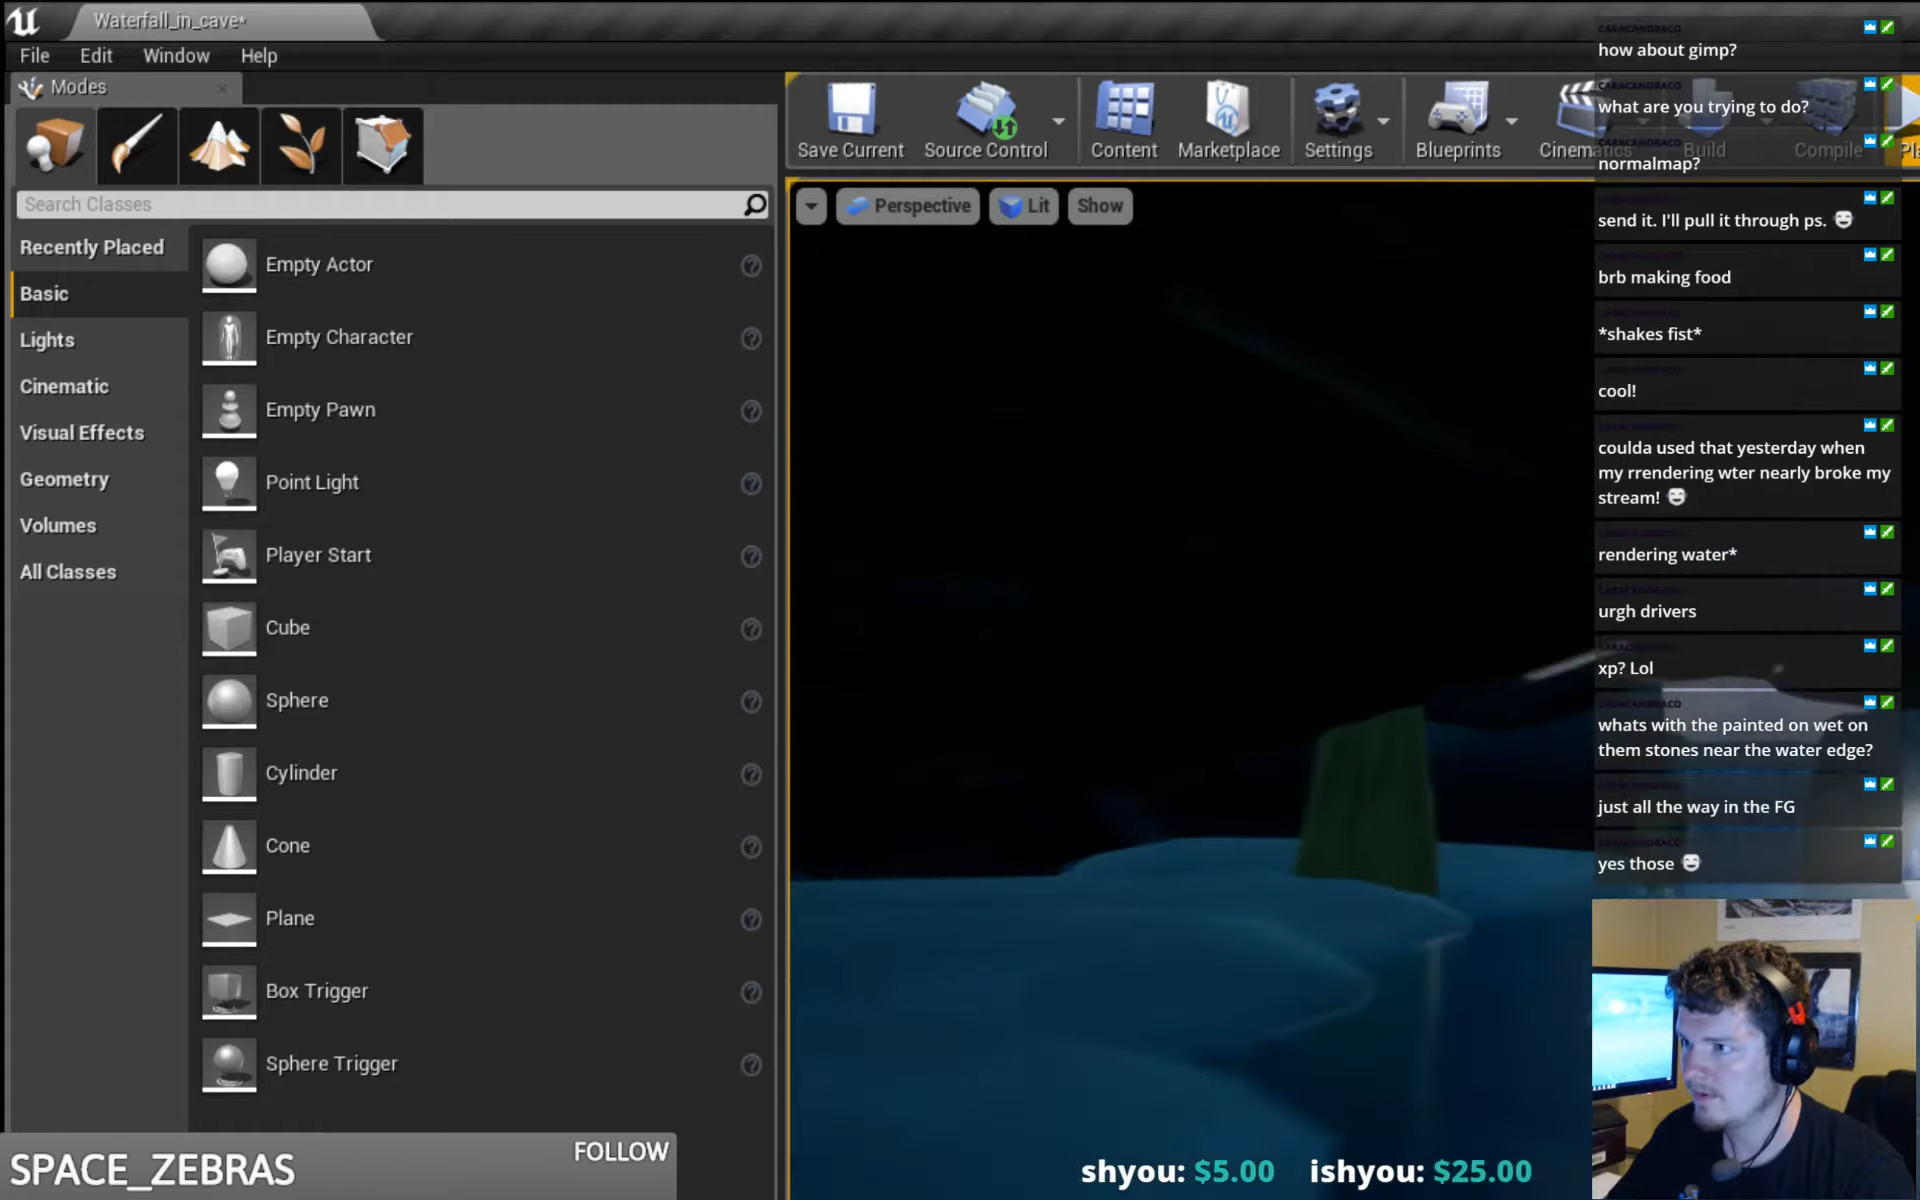 Waterfall_in_cave*
File Edit Window Help
Modes
Save Current
Source Control
Content
Marketplace
Settings
Blueprints
Cinematics
Build
Compile
Search Classes
Perspective
Lit
Show
Recently Placed
Basic
Lights
Cinematic
Visual Effects
Geometry
Volumes
All Classes
Empty Actor
Empty Character
Empty Pawn
Point Light
Player Start
Cube
Sphere
Cylinder
Cone
Plane
Box Trigger
Sphere Trigger
CARACANDRACO
how about gimp?
CARACANDRACO
what are you trying to do?
CARACANDRACO
normalmap?
send it. I'll pull it through ps.
brb making food
*shakes fist*
cool!
coulda used that yesterday when
my rrendering wter nearly broke my
stream!
rendering water*
urgh drivers
xp? Lol
CARACANDRACO
whats with the painted on wet on
them stones near the water edge?
just all the way in the FG
yes those
SPACE_ZEBRAS
FOLLOW
shyou: $5.00 ishyou: $25.00